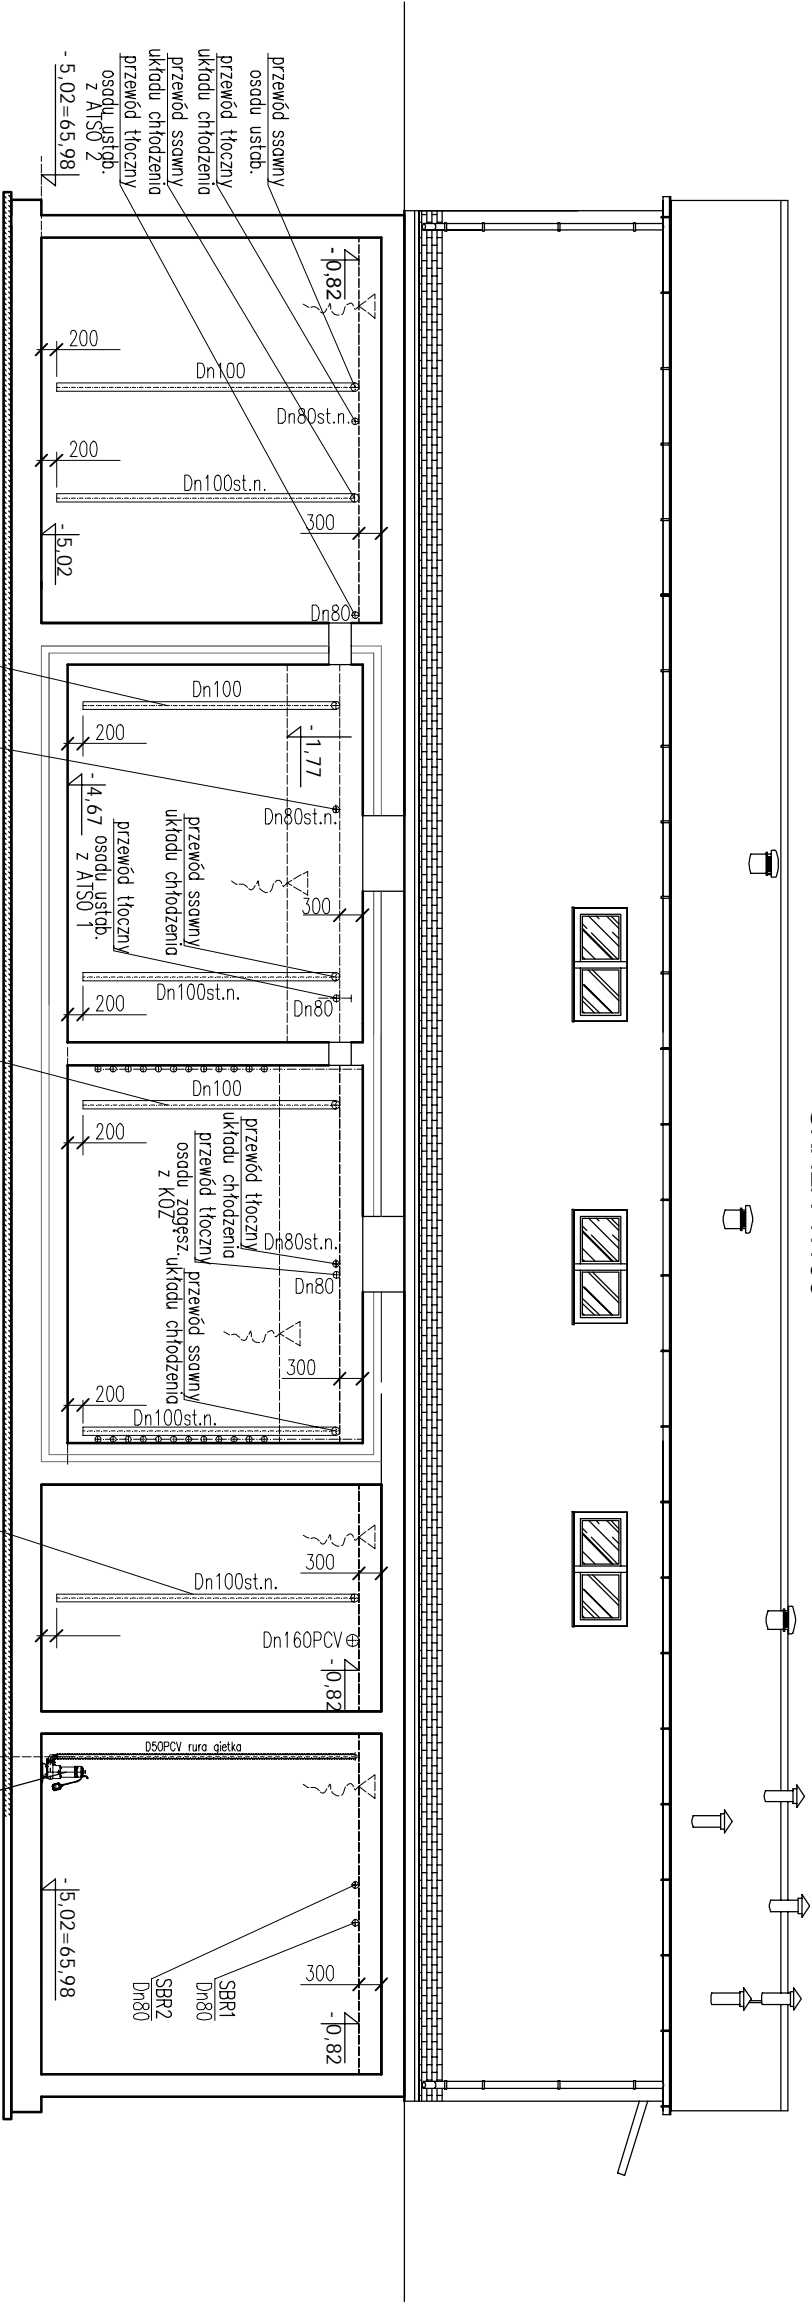 przewód ssawny
osadu ustab.
przewód tłoczny
układu chłodzenia
przewód ssawny
układu chłodzenia
przewód tłoczny
osadu ustab.
z ATSO 2
-5,02=65,98
-0,82
200
Dn100
Dn80st.n.
200
Dn100st.n.
300
-5,02
Dn80
Dn100
200
-1,77
Dn80st.n.
-4,67
przewód ssawny
układu chłodzenia
przewód tłoczny
osadu ustab.
z ATSO 1
300
Dn100st.n.
Dn80
200
Dn100
200
przewód tłoczny
układu chłodzenia
przewód tłoczny
osadu zagęsz.
z KOZ
Dn80st.n.
Dn80
przewód ssawny
układu chłodzenia
300
200
Dn100st.n.
300
Dn100st.n.
Dn160PCV
-0,82
D50PCV rura giętka
-5,02=65,98
SBR1
Dn80
SBR2
Dn80
300
-0,82